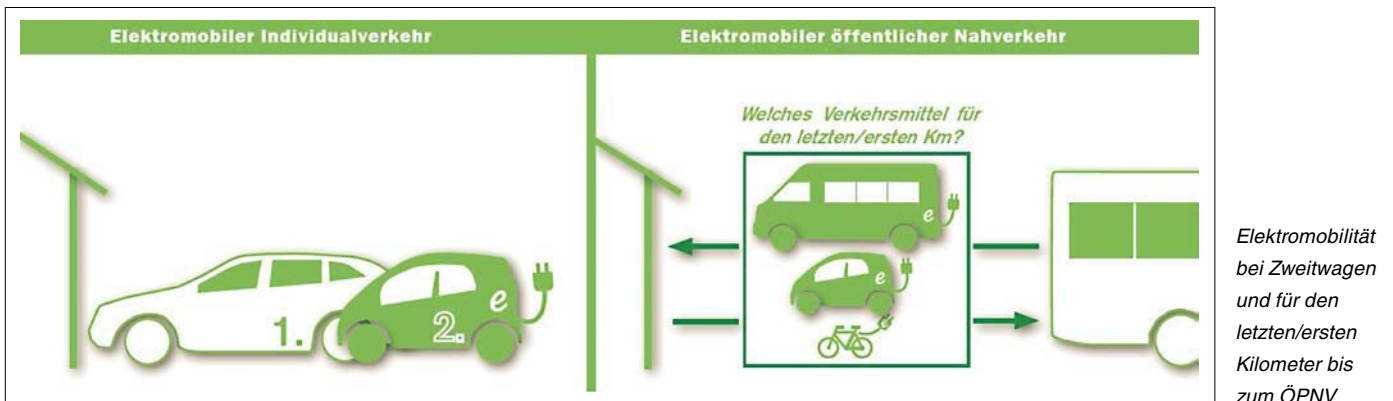 Elektromobiler Individualverkehr
Elektromobiler öffentlicher Nahverkehr
Welches Verkehrsmittel für
den letzten/ersten Km?
e
e
1.
2.
e
Elektromobilität
bei Zweitwagen
und für den
letzten/ersten
Kilometer bis
zum ÖPNV